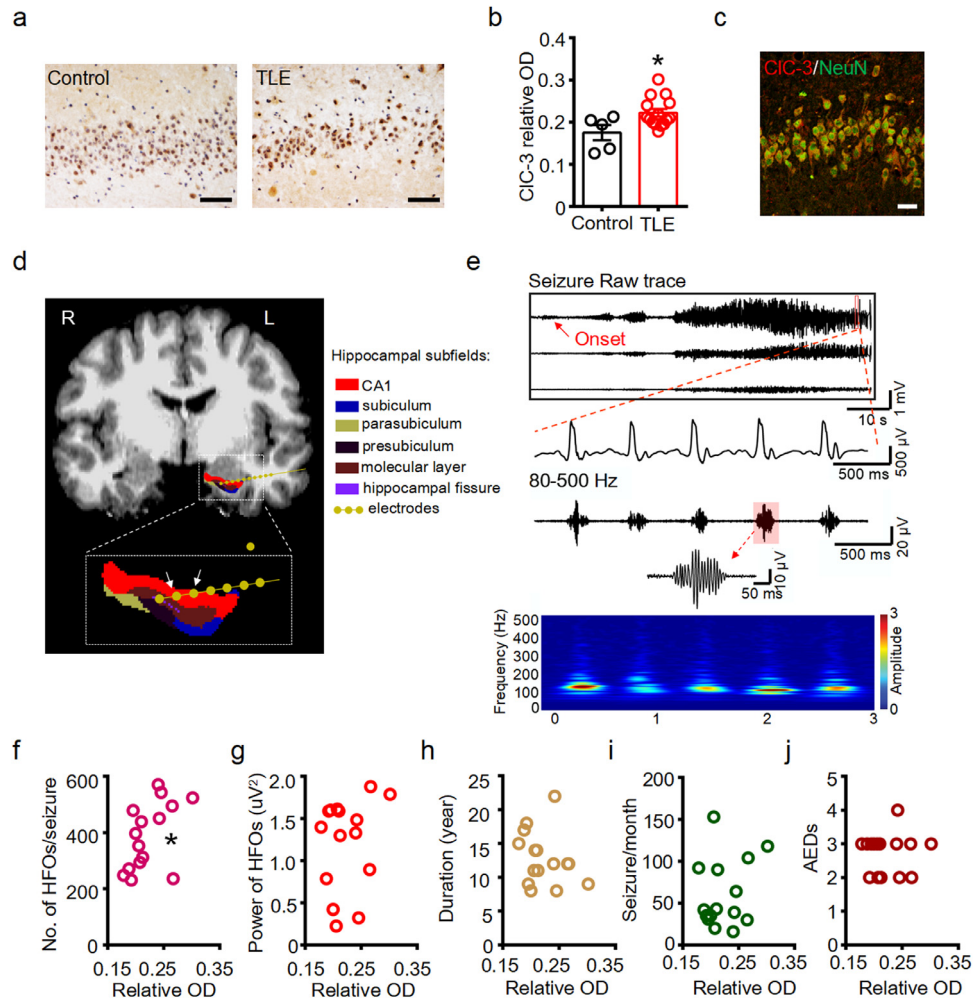 a
Control
TLE
b
ClC-3 relative OD
0.4
0.3
0.2
0.1
0
*
Control
TLE
c
ClC-3/NeuN
d
R
L
Hippocampal subfields:
CA1
subiculum
parasubiculum
presubiculum
molecular layer
hippocampal fissure
electrodes
e
Seizure Raw trace
Onset
1 mV
10 s
500 µV
500 ms
80-500 Hz
20 µV
500 ms
10 µV
50 ms
Frequency (Hz)
500
400
300
200
100
0
0
1
2
3
3
Amplitude
0
f
No. of HFOs/seizure
600
400
200
0
*
0.15
0.25
0.35
Relative OD
g
Power of HFOs (uV²)
2.0
1.5
1.0
0.5
0
0.15
0.25
0.35
Relative OD
h
Duration (year)
25
20
15
10
5
0
0.15
0.25
0.35
Relative OD
i
Seizure/month
200
150
100
50
0
0.15
0.25
0.35
Relative OD
j
AEDs
5
4
3
2
1
0
0.15
0.25
0.35
Relative OD